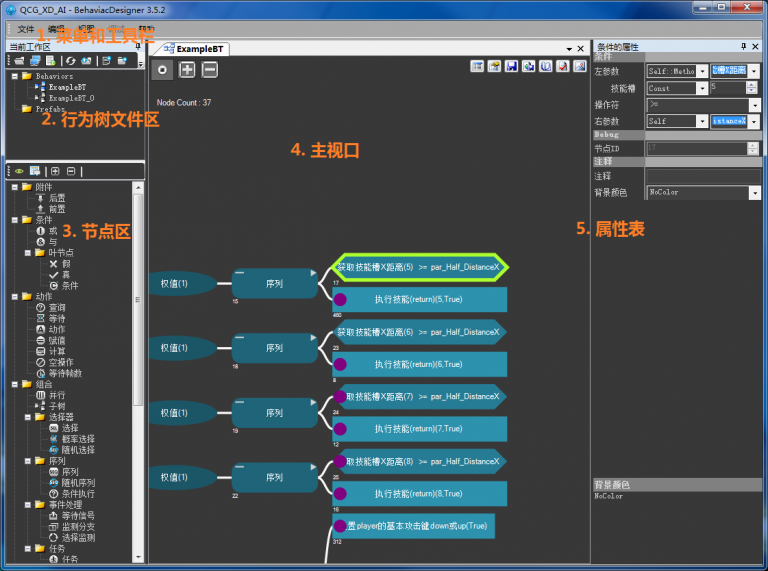 QCG_XD_AI - BehaviacDesigner 3.5.2
文件 编辑 视图 帮助
1. 菜单和工具栏
当前工作区
Behaviors
ExampleBT
ExampleBT_0
Prefabs
2. 行为树文件区
3. 节点区
附件
后置
前置
条件
或
与
叶节点
假
真
条件
动作
查询
等待
动作
赋值
计算
空操作
等待帧数
组合
并行
子树
选择器
选择
概率选择
随机选择
序列
序列
随机序列
条件执行
事件处理
等待信号
监测分支
选择监测
任务
任务
ExampleBT
Node Count : 37
4. 主视口
权值(1)
序列
15
获取技能槽X距离(5) >= par_Half_DistanceX
17
执行技能(return)(5,True)
460
权值(1)
序列
18
取技能槽X距离(6) >= par_Half_DistanceX
23
执行技能(return)(6,True)
8
权值(1)
序列
19
取技能槽X距离(7) >= par_Half_DistanceX
24
执行技能(return)(7,True)
12
权值(1)
序列
22
取技能槽X距离(8) >= par_Half_DistanceX
25
执行技能(return)(8,True)
16
置player的基本攻击键down或up(True)
312
条件的属性
条件
左参数 Self::Metho 能槽X距离
技能槽 Const 5
操作符 >=
右参数 Self istanceX
Debug
节点ID 17
注释
注释
背景颜色 NoColor
5. 属性表
背景颜色
NoColor